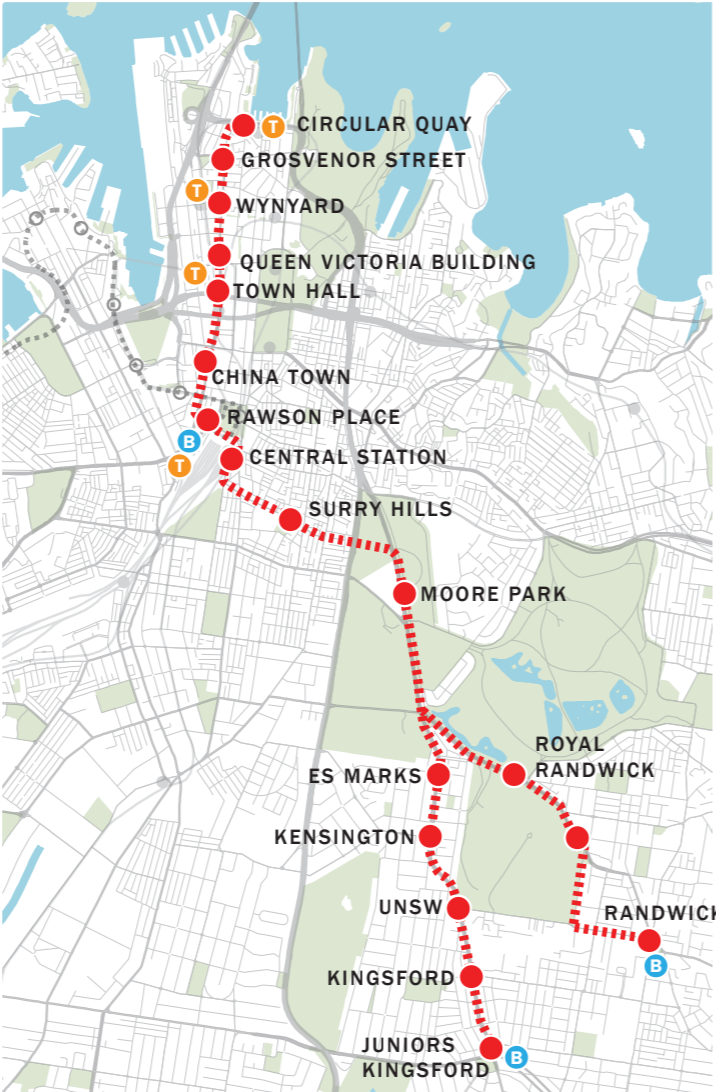 T CIRCULAR QUAY
GROSVENOR STREET
T
WYNYARD
QUEEN VICTORIA BUILDING
T
TOWN HALL
CHINA TOWN
RAWSON PLACE
B
T
CENTRAL STATION
SURRY HILLS
MOORE PARK
ROYAL
RANDWICK
ES MARKS
KENSINGTON
UNSW
RANDWICK
B
KINGSFORD
JUNIORS
KINGSFORD
B